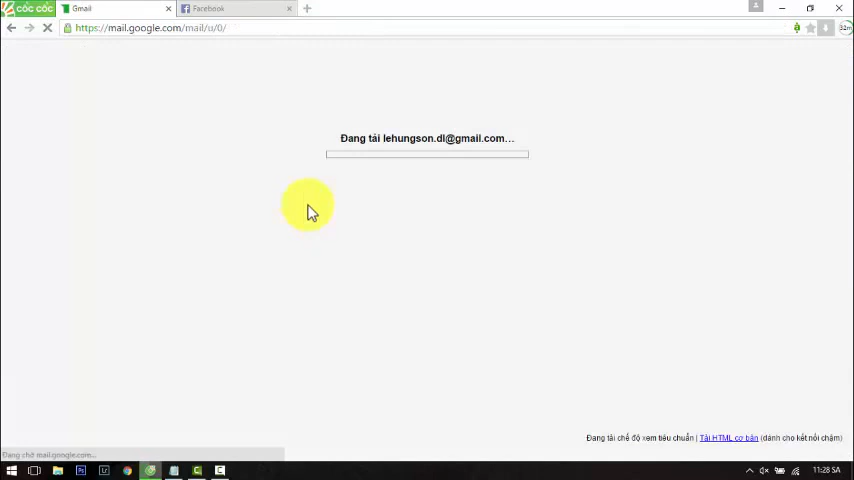 CỐC CỐC
Gmail
Facebook
https://mail.google.com/mail/u/0/
32m
Đang tải lehungson.dl@gmail.com…
Đang tải chế độ xem tiêu chuẩn | Tải HTML cơ bản (dành cho kết nối chậm)
Đang chờ mail.google.com...
11:28 SA